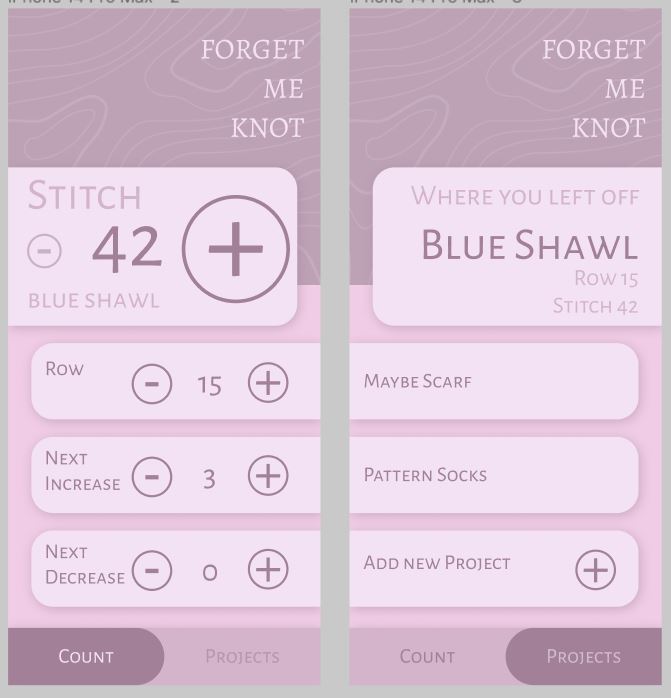 iPhone 14 Pro Max - 2
FORGET
ME
KNOT
STITCH
- 42 +
BLUE SHAWL
ROW
- 15 +
NEXT
INCREASE
- 3 +
NEXT
DECREASE
- 0 +
COUNT
PROJECTS
iPhone 14 Pro Max - 3
FORGET
ME
KNOT
WHERE YOU LEFT OFF
BLUE SHAWL
ROW 15
STITCH 42
MAYBE SCARF
PATTERN SOCKS
ADD NEW PROJECT +
COUNT
PROJECTS